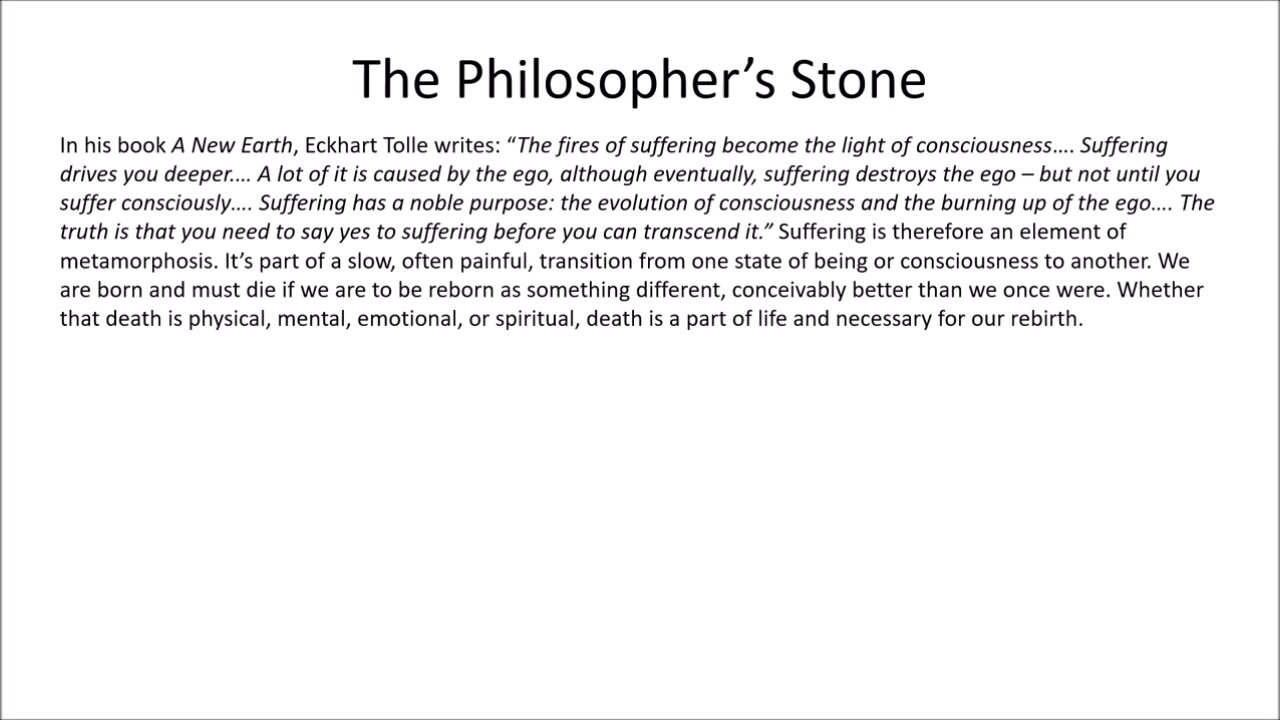 The Philosopher’s Stone
In his book A New Earth, Eckhart Tolle writes: “The fires of suffering become the light of consciousness.... Suffering
drives you deeper.... A lot of it is caused by the ego, although eventually, suffering destroys the ego – but not until you
suffer consciously.... Suffering has a noble purpose: the evolution of consciousness and the burning up of the ego.... The
truth is that you need to say yes to suffering before you can transcend it.” Suffering is therefore an element of
metamorphosis. It’s part of a slow, often painful, transition from one state of being or consciousness to another. We
are born and must die if we are to be reborn as something different, conceivably better than we once were. Whether
that death is physical, mental, emotional, or spiritual, death is a part of life and necessary for our rebirth.